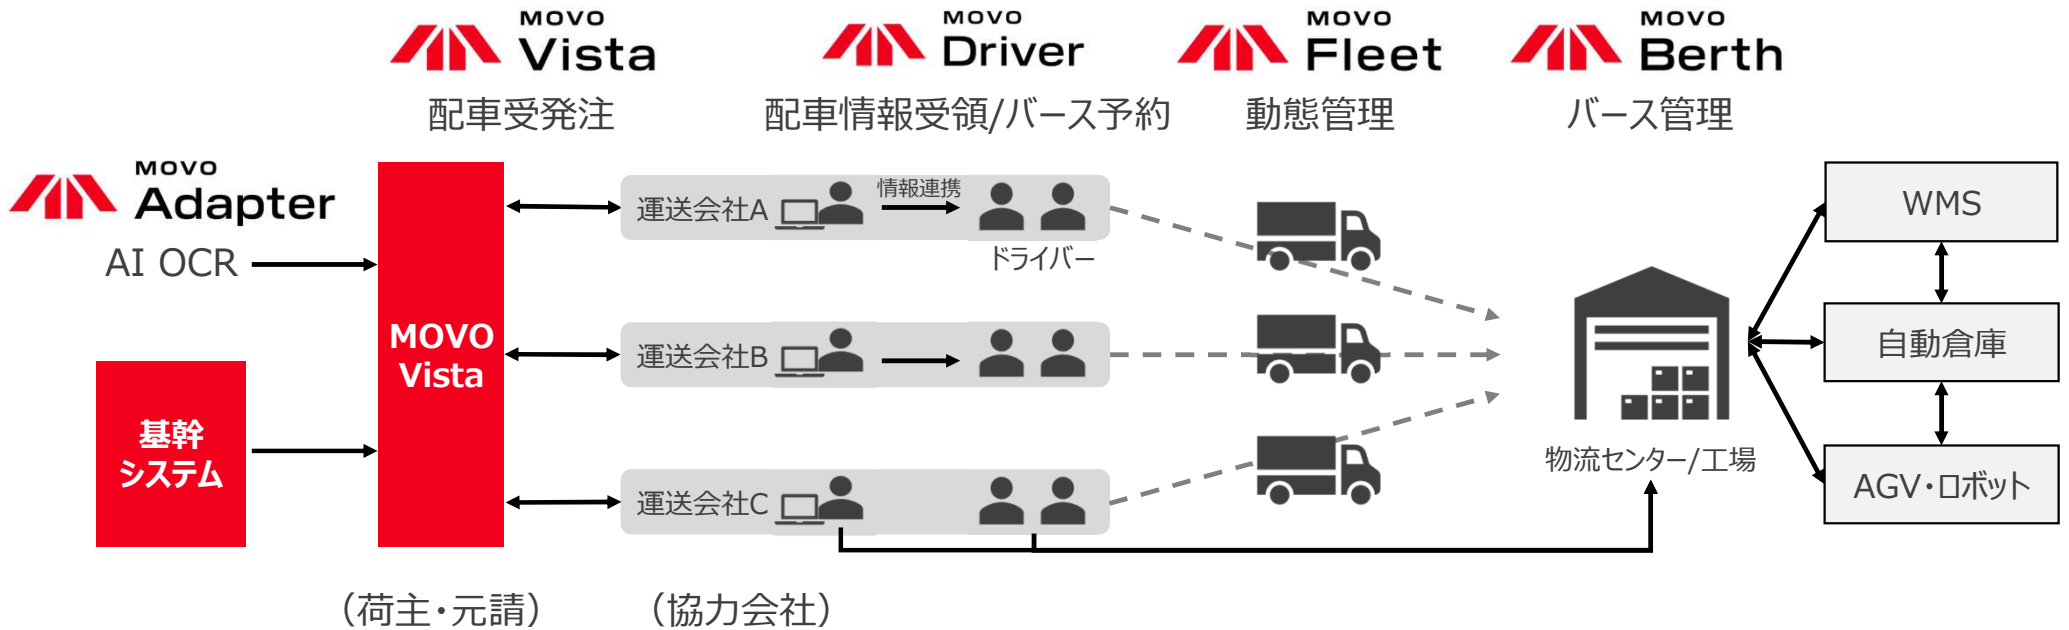 MOVO
Vista
配車受発注
MOVO
Driver
配車情報受領/バース予約
MOVO
Fleet
動態管理
MOVO
Berth
バース管理
MOVO
Adapter
AI OCR
基幹
システム
MOVO
Vista
運送会社A
情報連携
ドライバー
運送会社B
運送会社C
物流センター/工場
WMS
自動倉庫
AGV・ロボット
（荷主・元請）
（協力会社）